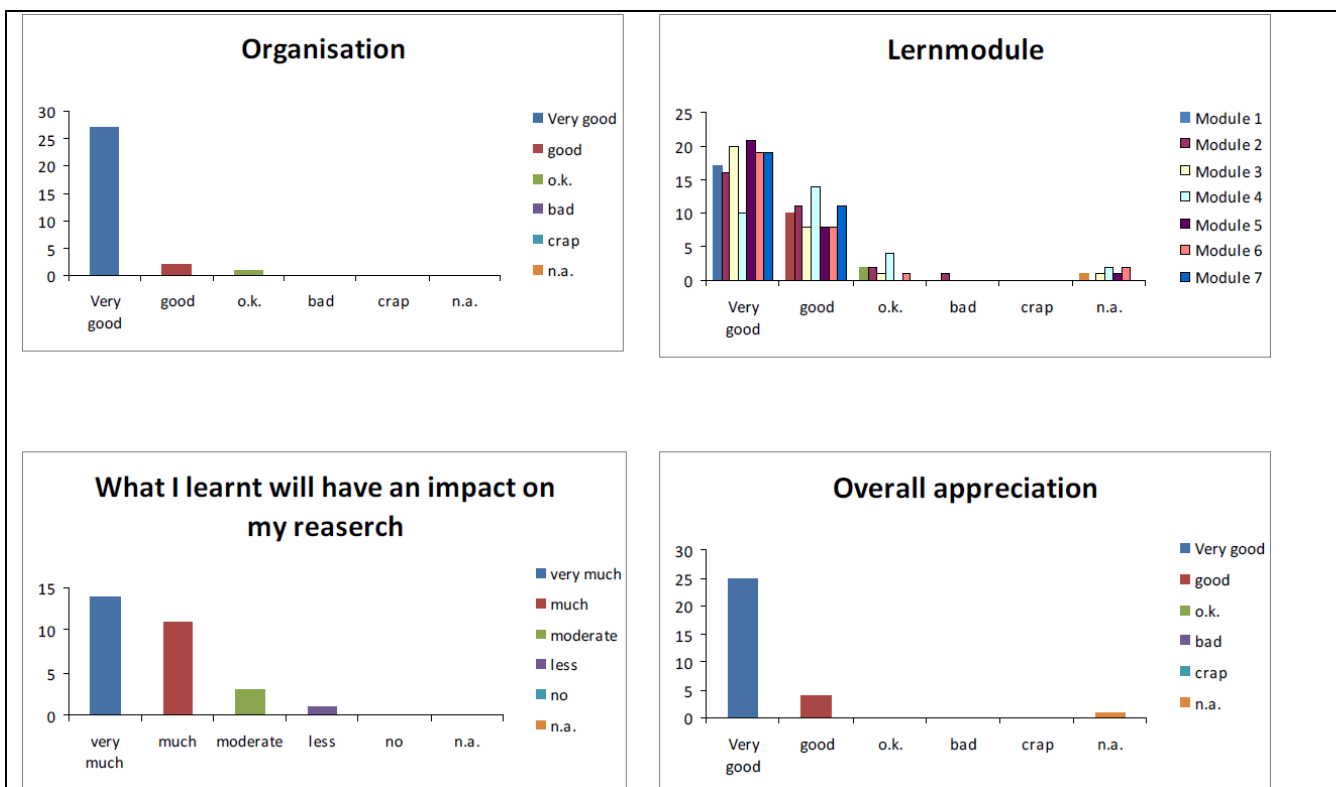 Organisation
30
25
20
15
10
5
0
Very
good
good
o.k.
bad
crap
n.a.
Very good
good
o.k.
bad
crap
n.a.
Lernmodule
25
20
15
10
5
0
Very
good
good
o.k.
bad
crap
n.a.
Module 1
Module 2
Module 3
Module 4
Module 5
Module 6
Module 7
What I learnt will have an impact on
my reaserch
15
10
5
0
very
much
much
moderate
less
no
n.a.
very much
much
moderate
less
no
n.a.
Overall appreciation
30
25
20
15
10
5
0
Very
good
good
o.k.
bad
crap
n.a.
Very good
good
o.k.
bad
crap
n.a.